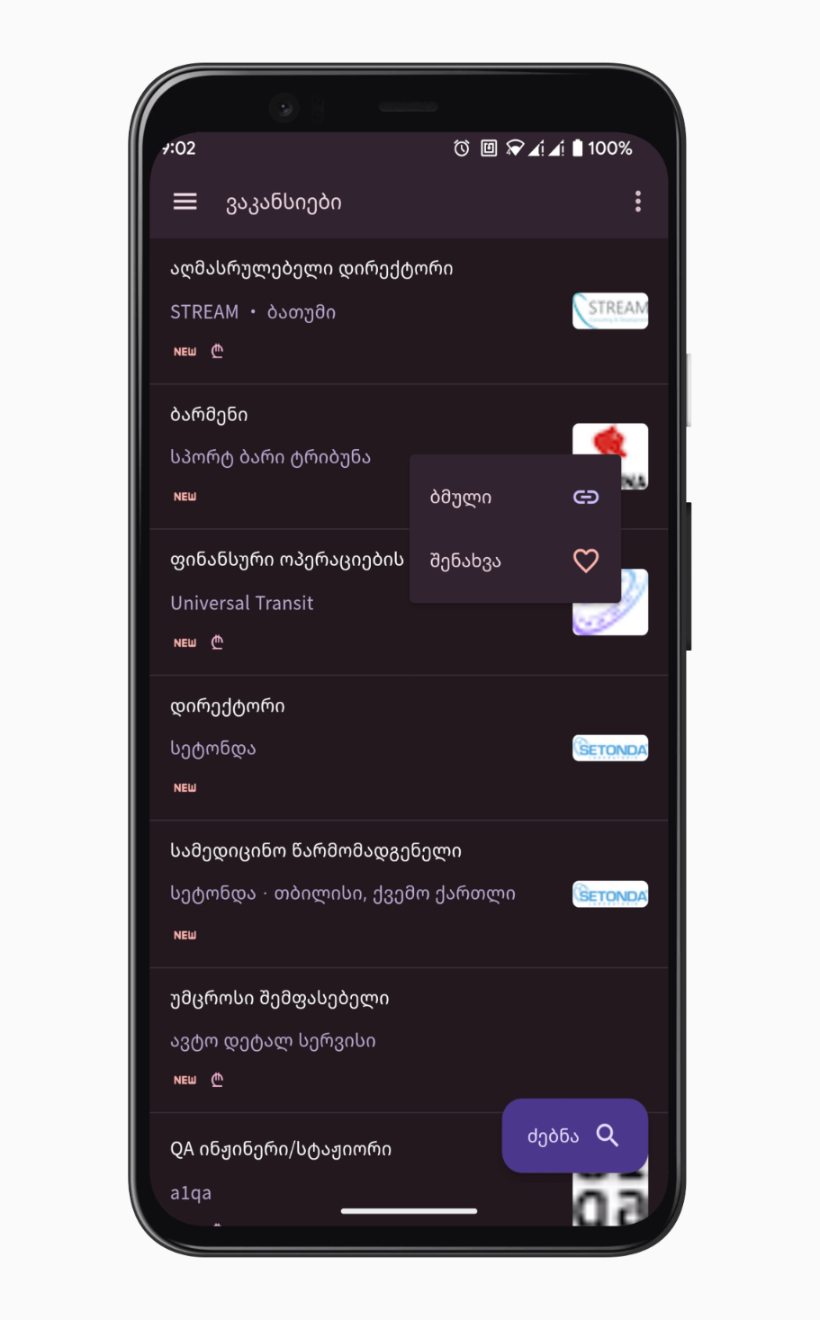 :02
100%
ვაკანსიები
აღმასრულებელი დირექტორი
STREAM • ბათუმი
STREAM
NEW ₾
ბარმენი
სპორტ ბარი ტრიბუნა
NEW
ბმული
შენახვა
ფინანსური ოპერაციების
Universal Transit
NEW ₾
დირექტორი
სეტონდა
SETONDA
NEW
სამედიცინო წარმომადგენელი
სეტონდა · თბილისი, ქვემო ქართლი
SETONDA
NEW
უმცროსი შემფასებელი
ავტო დეტალ სერვისი
NEW ₾
ძებნა
QA ინჟინერი/სტაჟიორი
a1qa